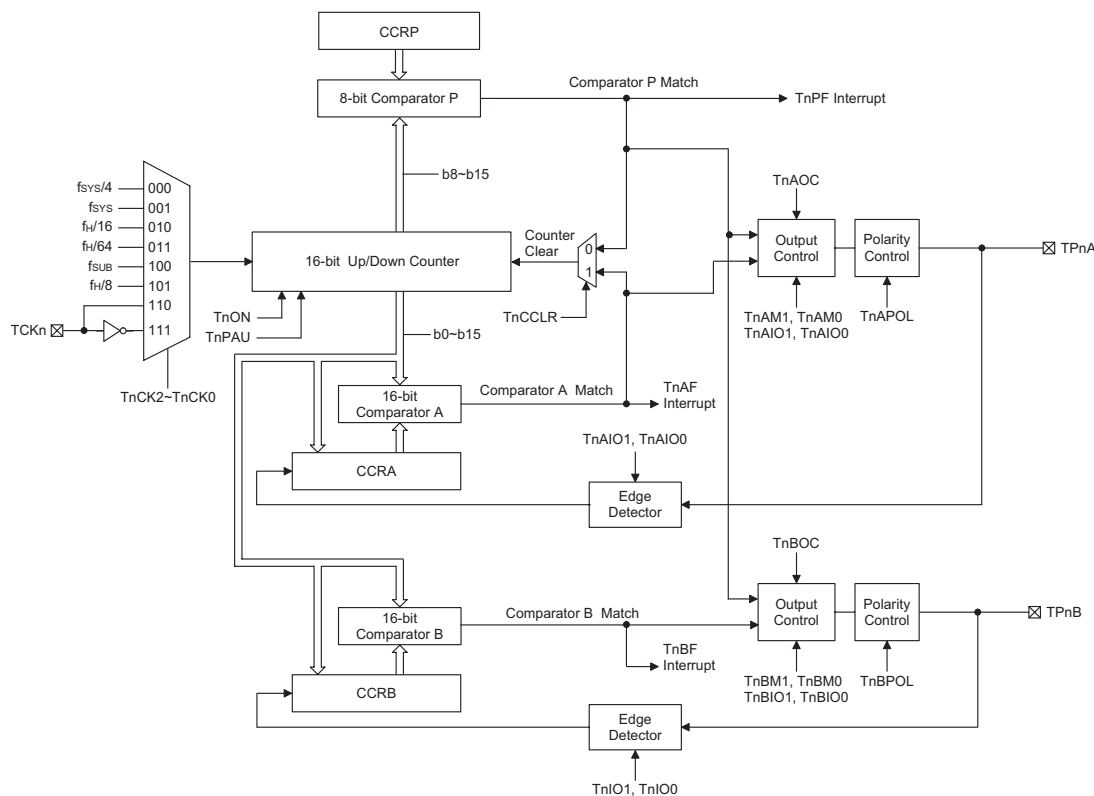 CCRP
8-bit Comparator P
Comparator P Match
TnPF Interrupt
b8~b15
fSYS/4
000
fSYS
001
fH/16
010
fH/64
011
fSUB
100
fH/8
101
110
TCKn
111
TnCK2~TnCK0
16-bit Up/Down Counter
TnON
TnPAU
Counter
Clear
0
1
TnCCLR
b0~b15
TnAOC
Output
Control
Polarity
Control
TPnA
TnAM1, TnAM0
TnAIO1, TnAIO0
TnAPOL
16-bit
Comparator A
Comparator A Match
TnAF
Interrupt
CCRA
TnAIO1, TnAIO0
Edge
Detector
TnBOC
Output
Control
Polarity
Control
TPnB
16-bit
Comparator B
Comparator B Match
TnBF
Interrupt
TnBM1, TnBM0
TnBIO1, TnBIO0
TnBPOL
CCRB
Edge
Detector
TnIO1, TnIO0